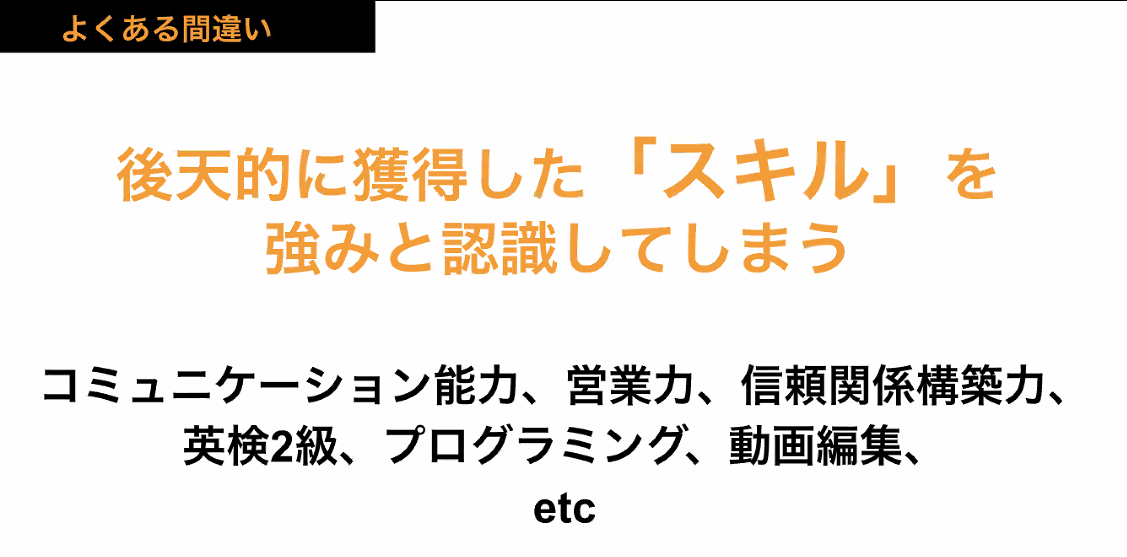 よくある間違い
後天的に獲得した「スキル」を
強みと認識してしまう
コミュニケーション能力、営業力、信頼関係構築力、
英検2級、プログラミング、動画編集、
etc